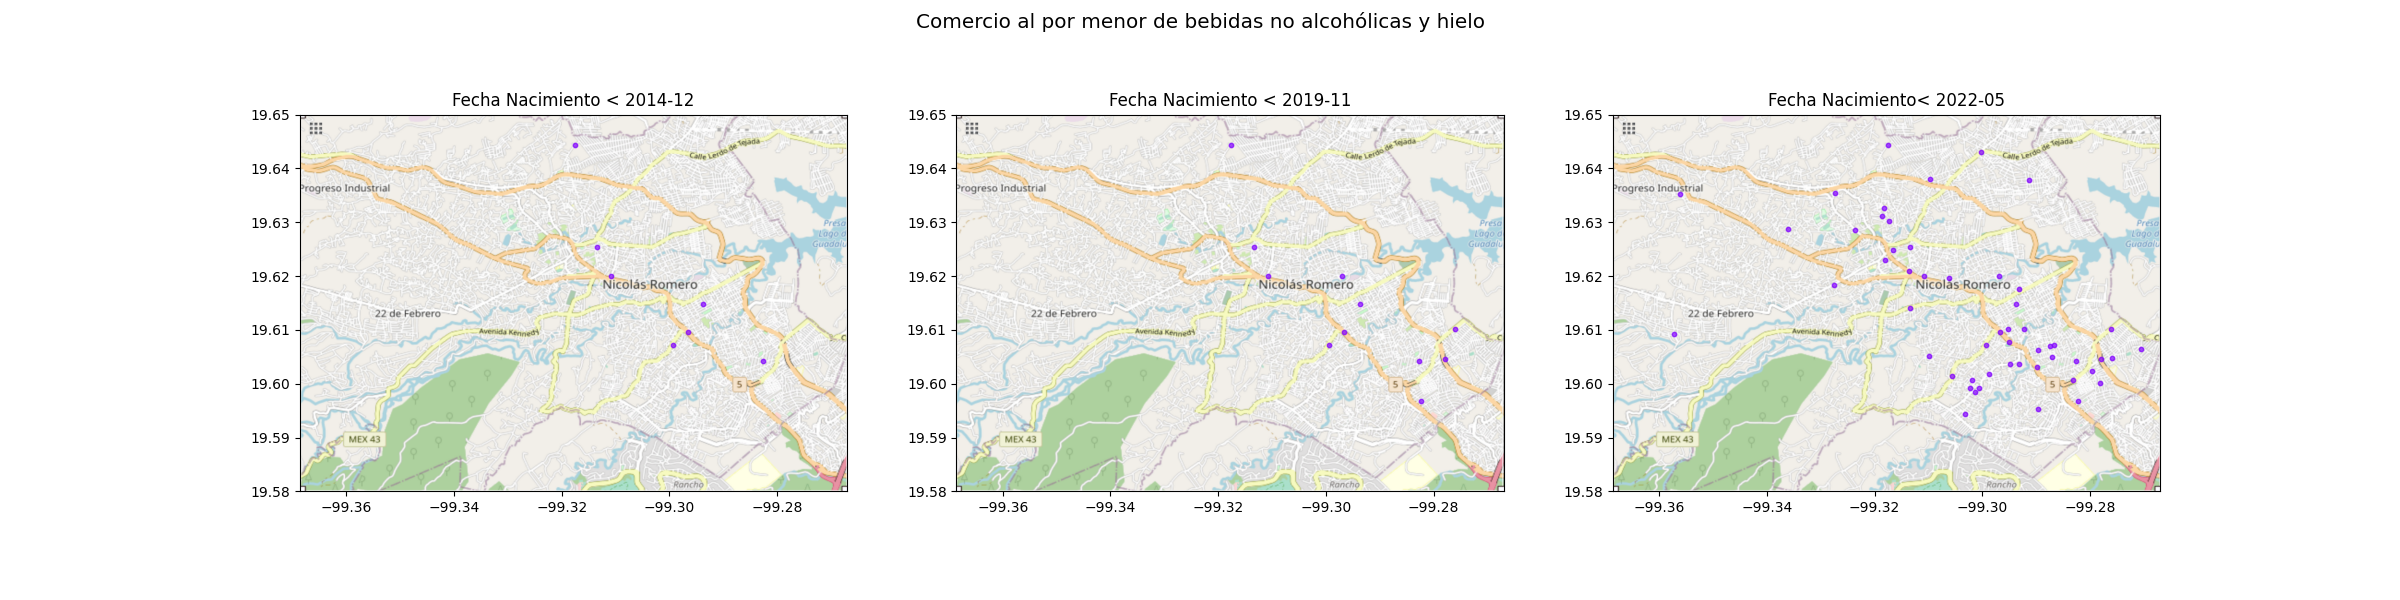 Comercio al por menor de bebidas no alcohólicas y hielo
Fecha Nacimiento < 2014-12
19.65
19.64
19.63
19.62
19.61
19.60
19.59
19.58
−99.36
−99.34
−99.32
−99.30
−99.28
Calle Lerdo de Tejada
Progreso Industrial
Presa
Lago d
Guadalu
Nicolás Romero
22 de Febrero
Avenida Kennedy
5
MEX 43
Rancho
Fecha Nacimiento < 2019-11
19.65
19.64
19.63
19.62
19.61
19.60
19.59
19.58
−99.36
−99.34
−99.32
−99.30
−99.28
Calle Lerdo de Tejada
Progreso Industrial
Presa
Lago d
Guadalu
Nicolás Romero
22 de Febrero
Avenida Kennedy
5
MEX 43
Rancho
Fecha Nacimiento< 2022-05
19.65
19.64
19.63
19.62
19.61
19.60
19.59
19.58
−99.36
−99.34
−99.32
−99.30
−99.28
Calle Lerdo de Tejada
Progreso Industrial
Presa
Lago d
Guadalu
Nicolás Romero
22 de Febrero
Avenida Kennedy
5
MEX 43
Rancho